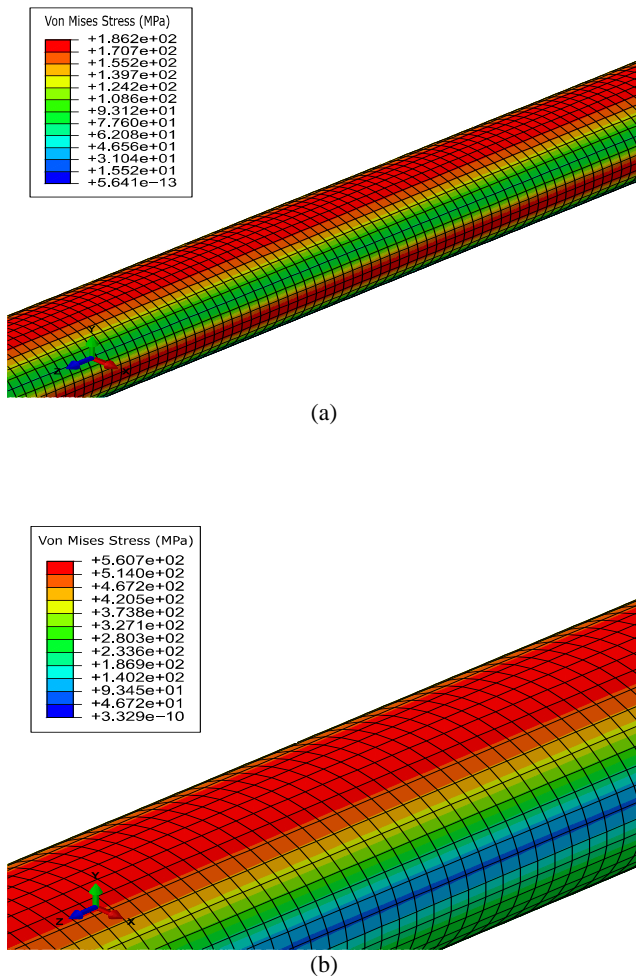 Von Mises Stress (MPa)
+1.862e+02
+1.707e+02
+1.552e+02
+1.397e+02
+1.242e+02
+1.086e+02
+9.312e+01
+7.760e+01
+6.208e+01
+4.656e+01
+3.104e+01
+1.552e+01
+5.641e−13
Y
Z
X
(a)
Von Mises Stress (MPa)
+5.607e+02
+5.140e+02
+4.672e+02
+4.205e+02
+3.738e+02
+3.271e+02
+2.803e+02
+2.336e+02
+1.869e+02
+1.402e+02
+9.345e+01
+4.672e+01
+3.329e−10
Y
Z
X
(b)